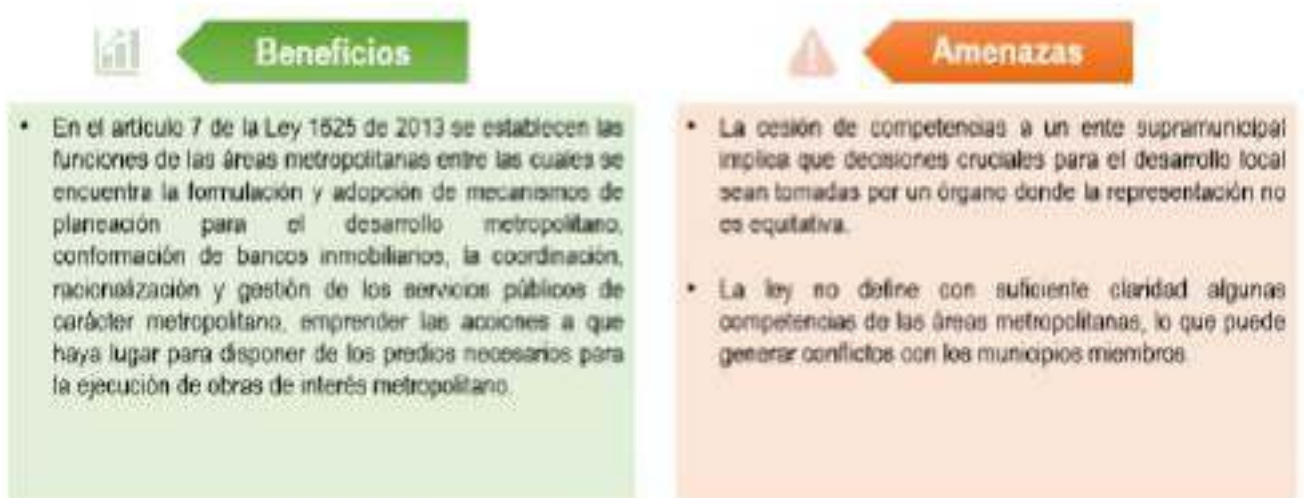 Beneficios
• En el artículo 7 de la Ley 1625 de 2013 se establecen las
funciones de las áreas metropolitanas entre las cuales se
encuentra la formulación y adopción de mecanismos de
planeación para el desarrollo metropolitano,
conformación de bancos inmobiliarios, la coordinación,
racionalización y gestión de los servicios públicos de
carácter metropolitano, emprender las acciones a que
haya lugar para disponer de los predios necesarios para
la ejecución de obras de interés metropolitano.
Amenazas
• La cesión de competencias a un ente supramunicipal
implica que decisiones cruciales para el desarrollo local
sean tomadas por un órgano donde la representación no
es equitativa.
• La ley no define con suficiente claridad algunas
competencias de las áreas metropolitanas, lo que puede
generar conflictos con los municipios miembros.